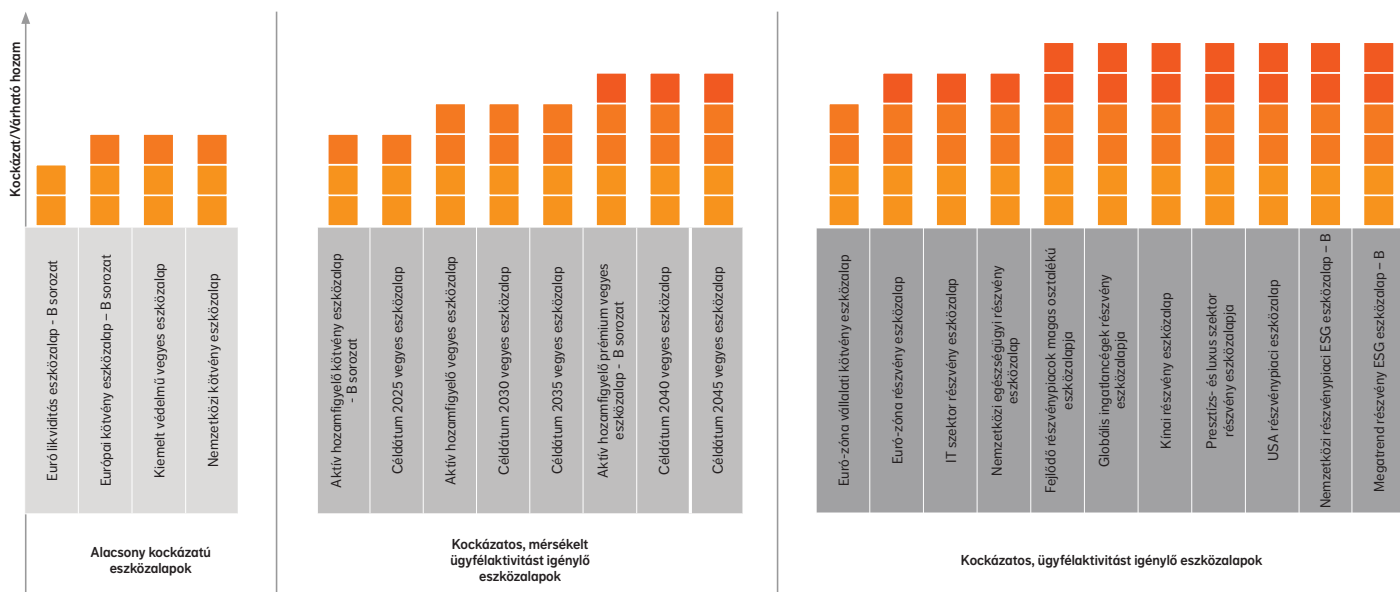 Kockázat/Várható hozam
Euró likviditás eszközalap - B sorozat
Európai kötvény eszközalap – B sorozat
Kiemelt védelmű vegyes eszközalap
Nemzetközi kötvény eszközalap
Alacsony kockázatú
eszközalapok
Aktív hozamfigyelő kötvény eszközalap
- B sorozat
Céldátum 2025 vegyes eszközalap
Aktív hozamfigyelő vegyes eszközalap
Céldátum 2030 vegyes eszközalap
Céldátum 2035 vegyes eszközalap
Aktív hozamfigyelő prémium vegyes
eszközalap - B sorozat
Céldátum 2040 vegyes eszközalap
Céldátum 2045 vegyes eszközalap
Kockázatos, mérsékelt
ügyfélaktivitást igénylő
eszközalapok
Euró-zóna vállalati kötvény eszközalap
Euró-zóna részvény eszközalap
IT szektor részvény eszközalap
Nemzetközi egészségügyi részvény
eszközalap
Fejlődő részvénypiacok magas osztalékú
eszközalapja
Globális ingatlancégek részvény
eszközalapja
Kínai részvény eszközalap
Presztízs- és luxus szektor
részvény eszközalapja
USA részvénypiaci eszközalap
Nemzetközi részvénypiaci ESG eszközalap – B
Megatrend részvény ESG eszközalap – B
Kockázatos, ügyfélaktivitást igénylő eszközalapok